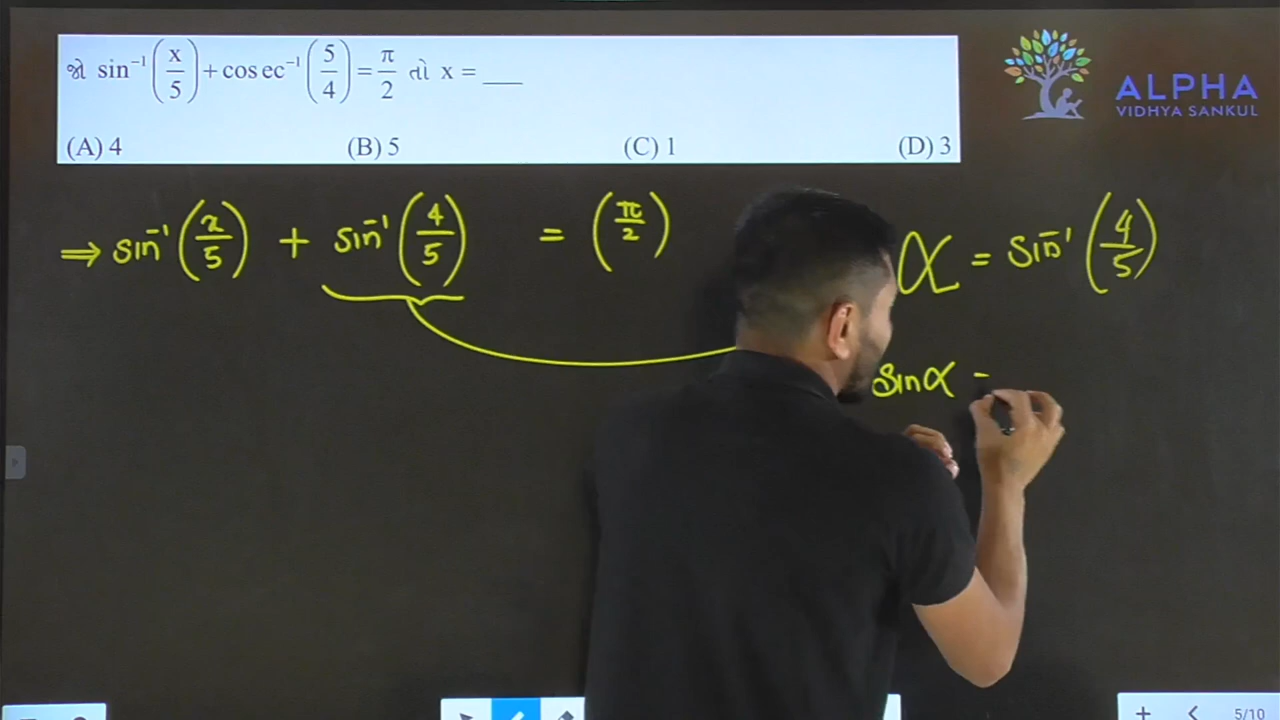 જો sin⁻¹(x/5) + cosec⁻¹(5/4) = π/2 તો x = ___
(A) 4 (B) 5 (C) 1 (D) 3
ALPHA
VIDHYA SANKUL
⇒ sin⁻¹(x/5) + sin⁻¹(4/5) = (π/2)
α = sin⁻¹(4/5)
sinα =
5/10